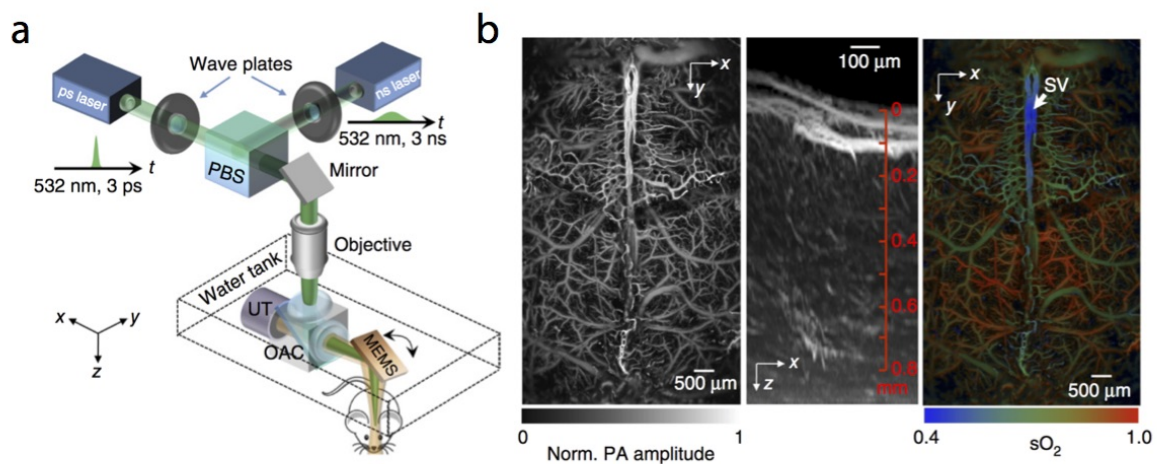 a
ps laser
Wave plates
ns laser
t
532 nm, 3 ps
t
532 nm, 3 ns
PBS
Mirror
Objective
Water tank
UT
OAC
MEMS
x
y
z
b
x
y
500 µm
0
1
Norm. PA amplitude
100 µm
0
0.2
0.4
0.6
0.8
mm
x
z
x
y
SV
500 µm
0.4
1.0
sO2